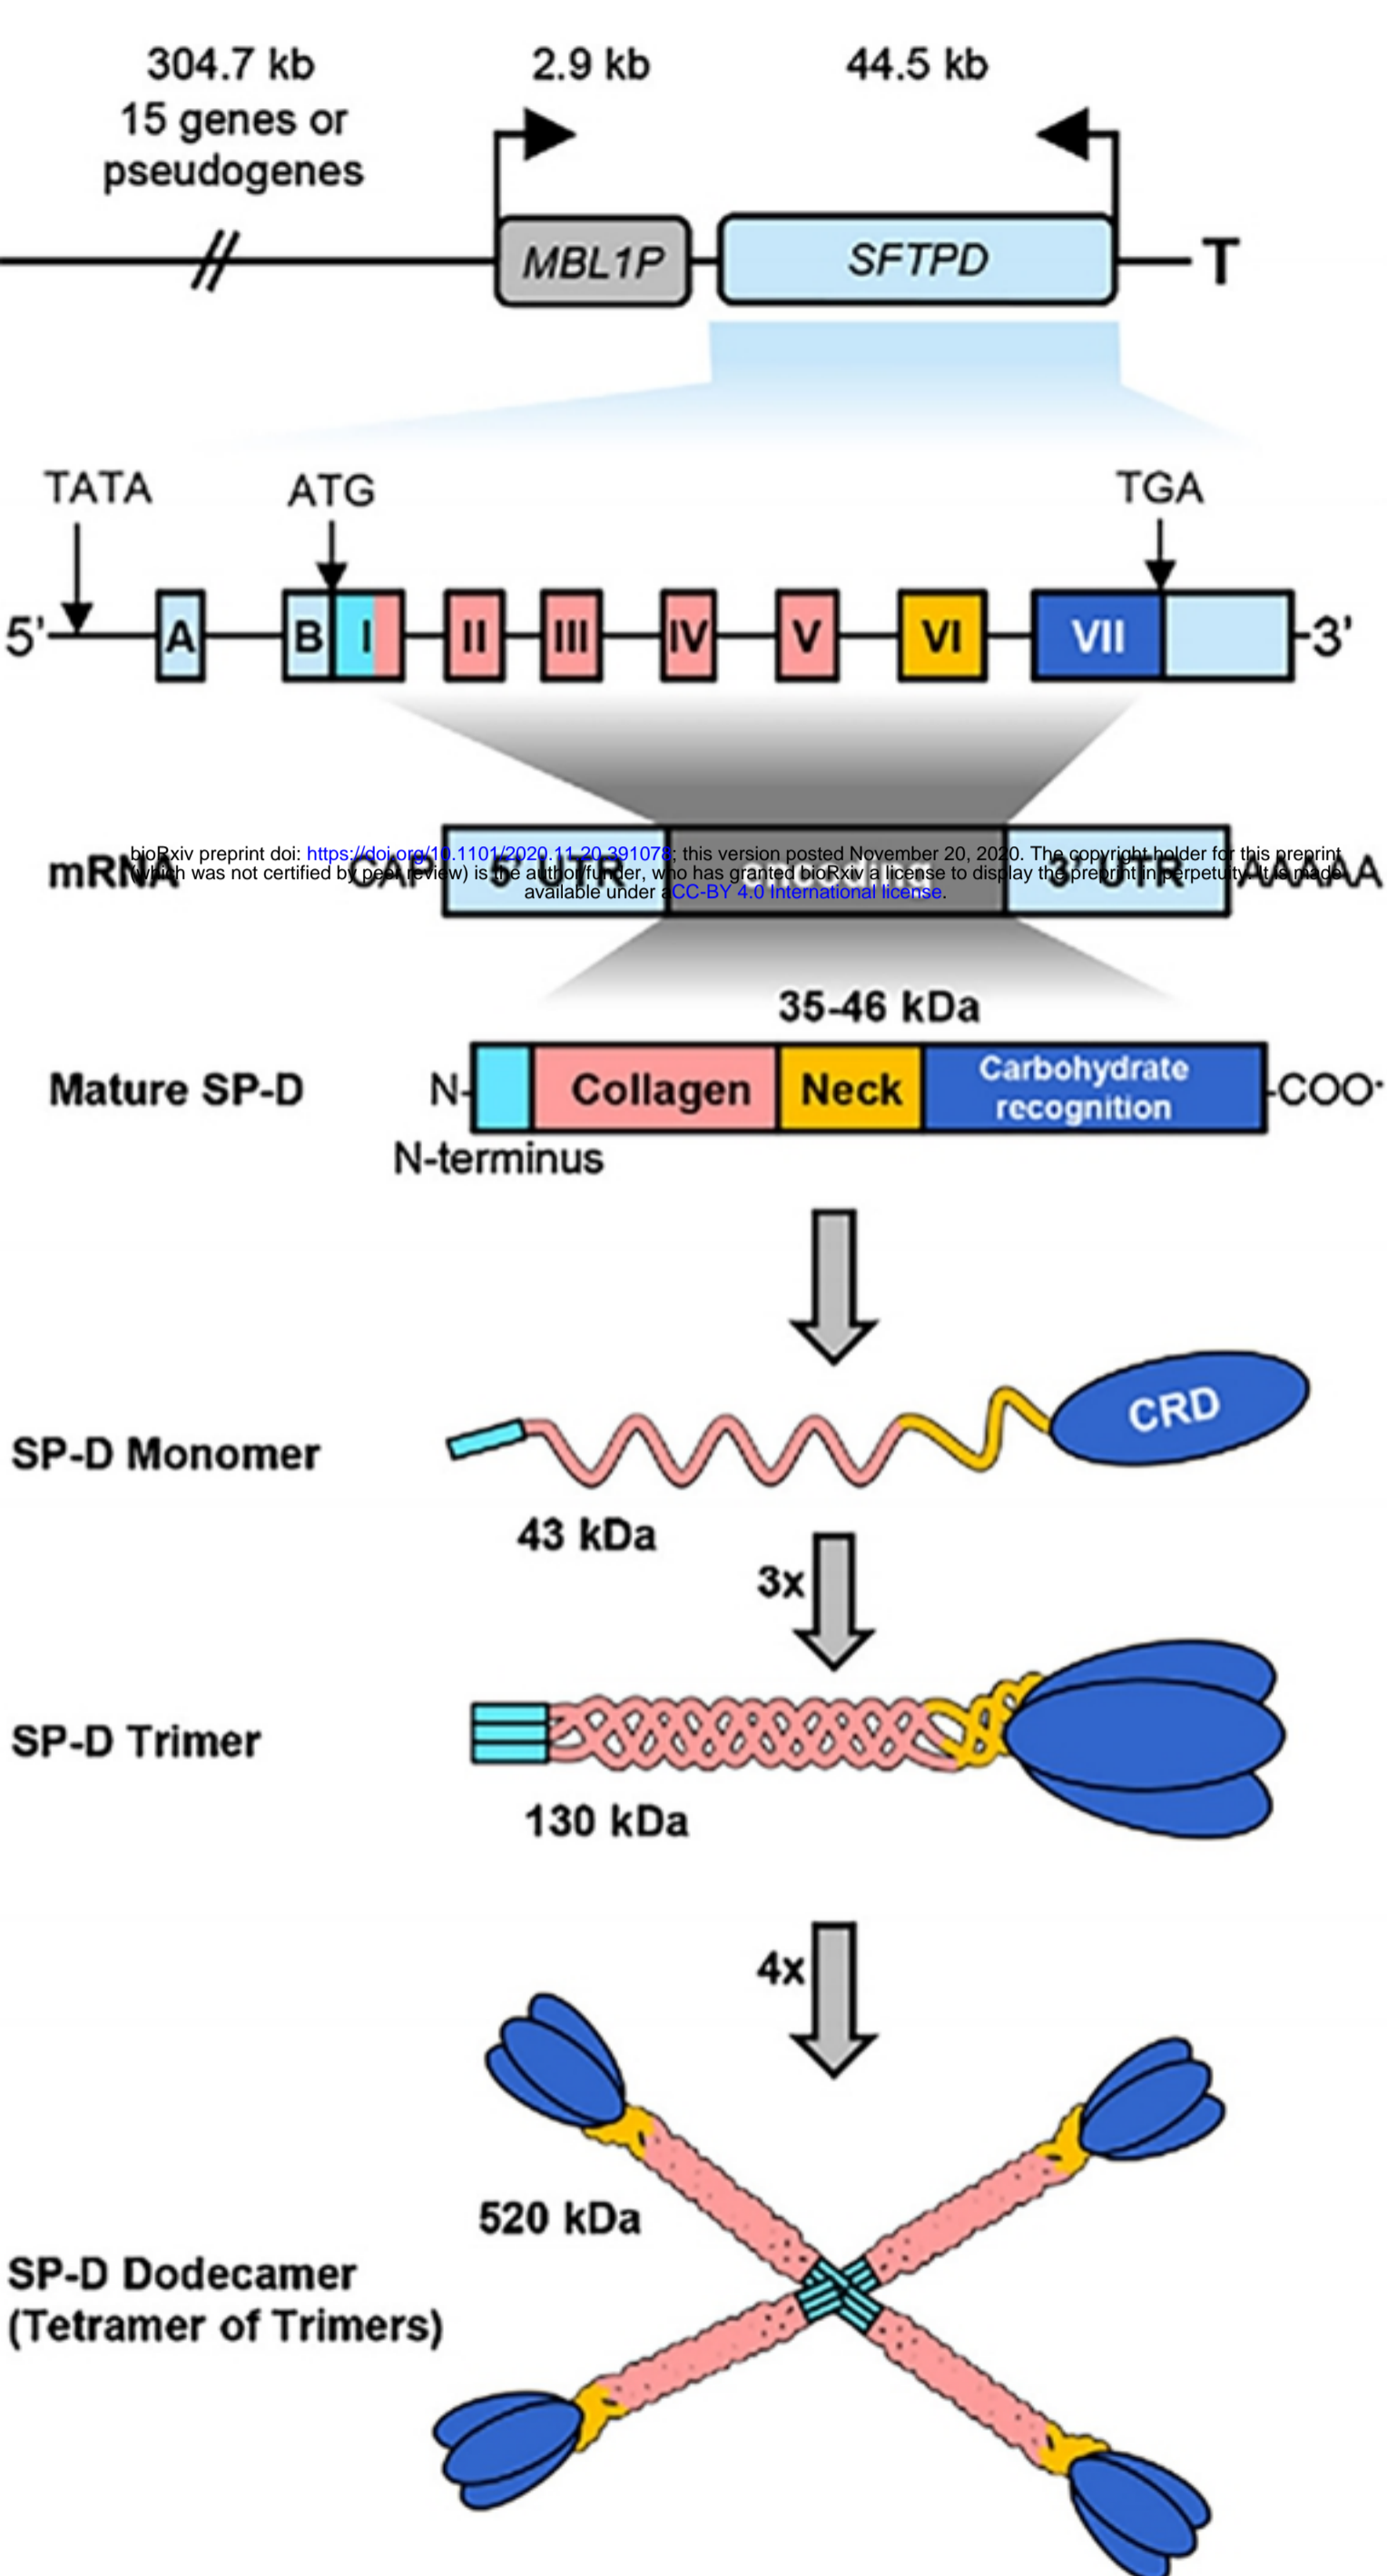 304.7 kb 2.9 kb 44.5 kb
15 genes or
pseudogenes
MBL1P SFTPD T
TATA ATG TGA
5' A B I II III IV V VI VII 3'
bioRxiv preprint doi: https://doi.org/10.1101/2020.11.20.391078; this version posted November 20, 2020. The copyright holder for this preprint
(which was not certified by peer review) is the author/funder, who has granted bioRxiv a license to display the preprint in perpetuity. It is made
available under aCC-BY 4.0 International license.
mRNA CAP 5' UTR 3' UTR AAAAA
35-46 kDa
Mature SP-D N- Collagen Neck Carbohydrate
recognition -COO-
N-terminus
CRD
SP-D Monomer
43 kDa
3x
SP-D Trimer
130 kDa
4x
520 kDa
SP-D Dodecamer
(Tetramer of Trimers)